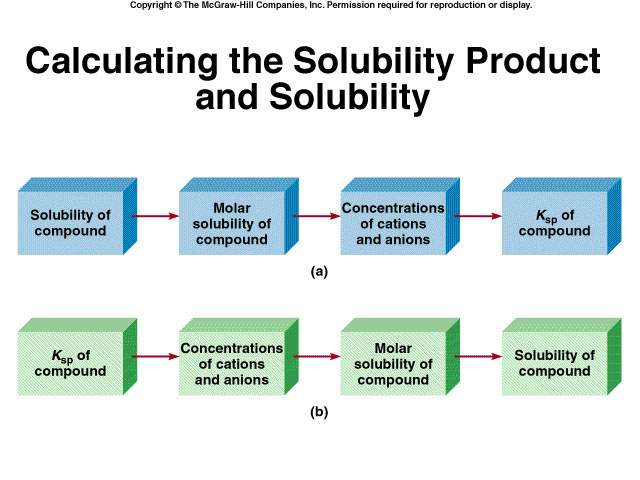 Copyright © The McGraw-Hill Companies, Inc. Permission required for reproduction or display.
Calculating the Solubility Product
and Solubility
Solubility of
compound
Molar
solubility of
compound
Concentrations
of cations
and anions
Ksp of
compound
(a)
Ksp of
compound
Concentrations
of cations
and anions
Molar
solubility of
compound
Solubility of
compound
(b)